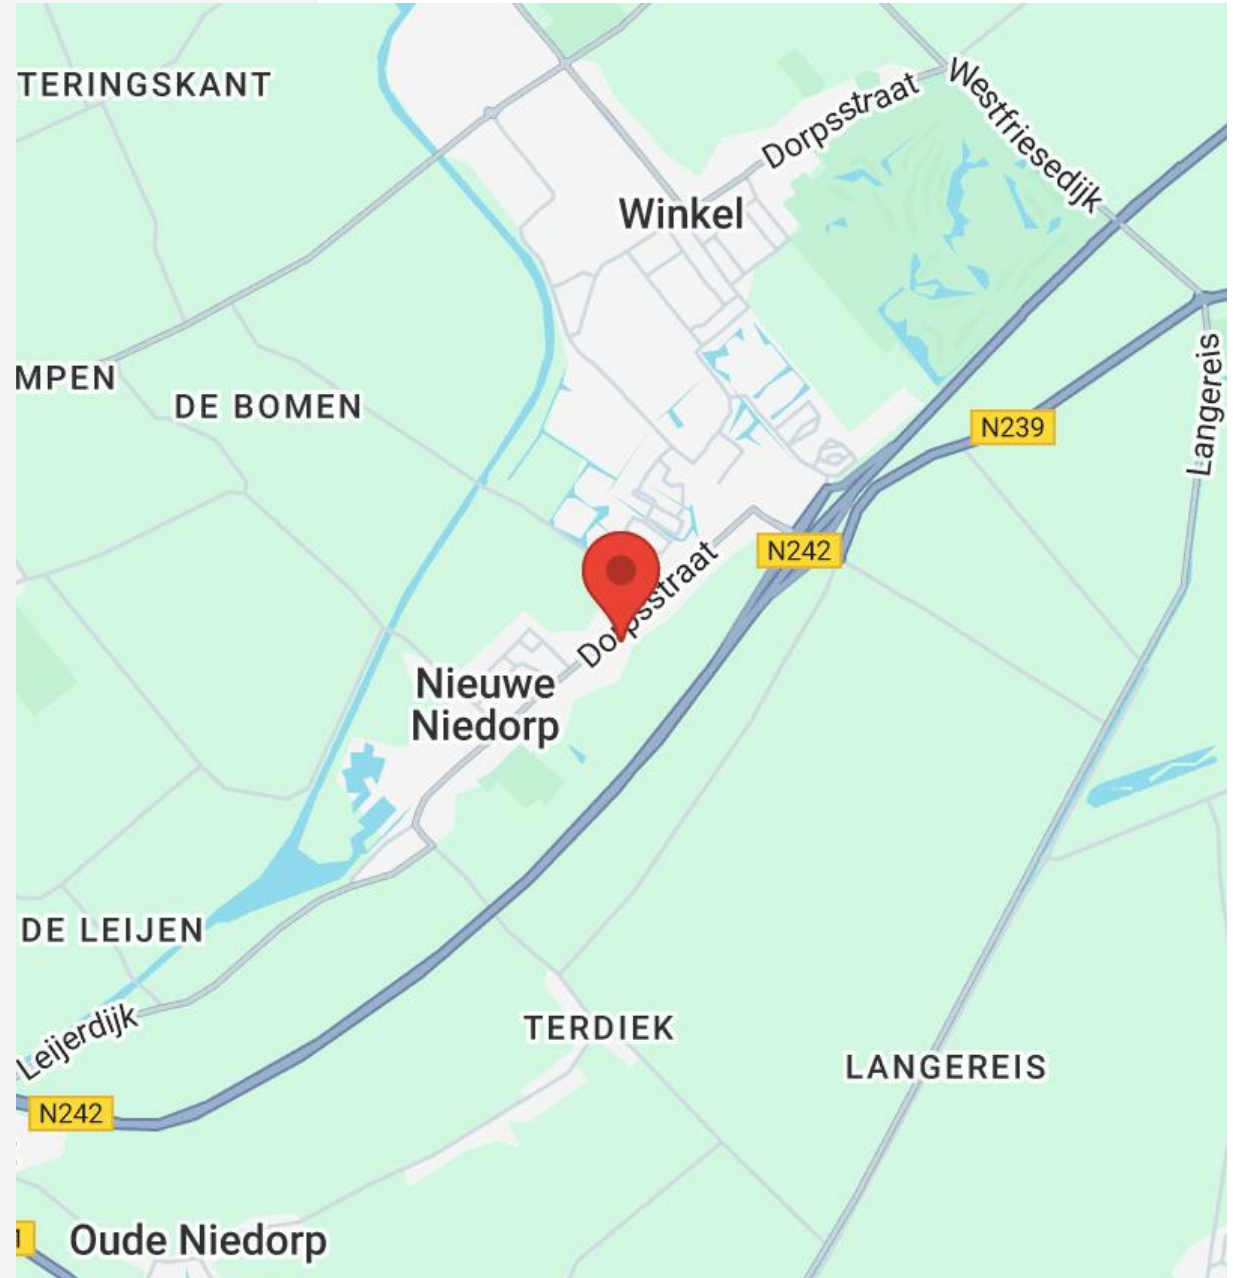 TERINGSKANT
Westfriesedijk
Dorpsstraat
Winkel
MPEN
DE BOMEN
N239
Langereis
N242
Dorpsstraat
Nieuwe
Niedorp
DE LEIJEN
Leijerdijk
TERDIEK
LANGEREIS
N242
Oude Niedorp